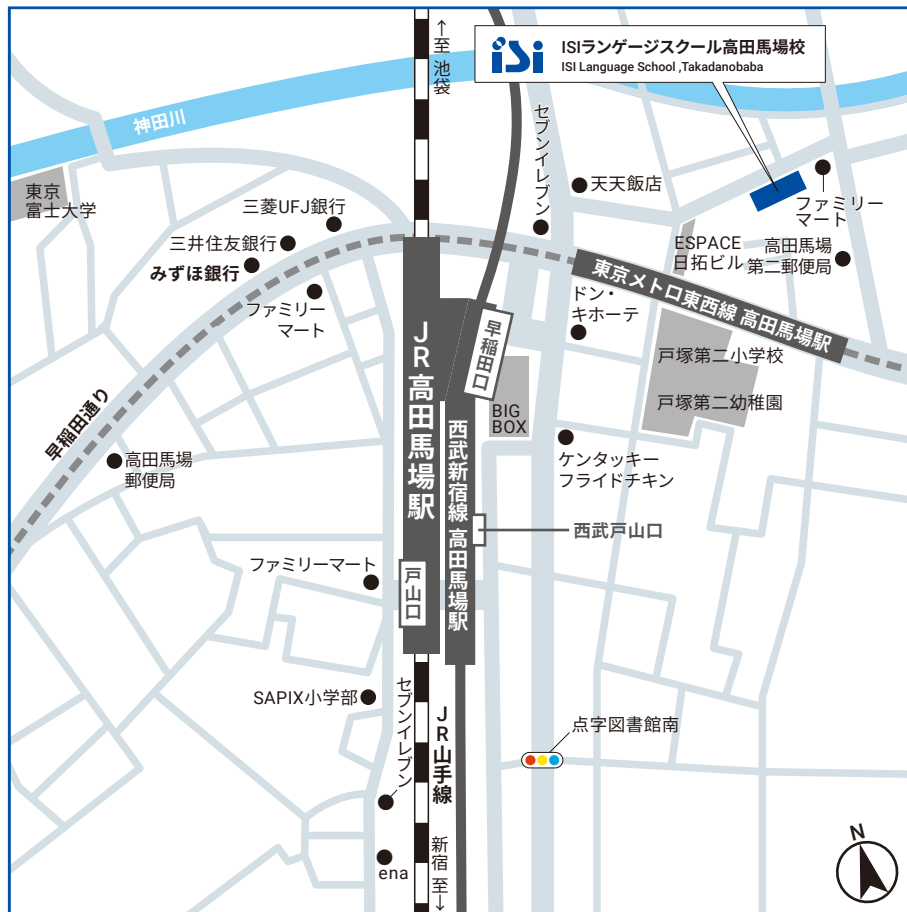 ←至 池袋
iSi
ISIランゲージスクール高田馬場校
ISI Language School ,Takadanobaba
神田川
セブンイレブン
天天飯店
東京
富士大学
三菱UFJ銀行
三井住友銀行
みずほ銀行
ファミリー
マート
ファミリー
マート
ESPACE
日拓ビル
高田馬場
第二郵便局
東京メトロ東西線 高田馬場駅
ドン・
キホーテ
早稲田口
JR高田馬場駅
戸塚第二小学校
戸塚第二幼稚園
BIG
BOX
早稲田通り
高田馬場
郵便局
西武新宿線 高田馬場駅
ケンタッキー
フライドチキン
西武戸山口
ファミリーマート
戸山口
SAPIX小学部
セブンイレブン
JR山手線
点字図書館南
新宿 至→
ena
N